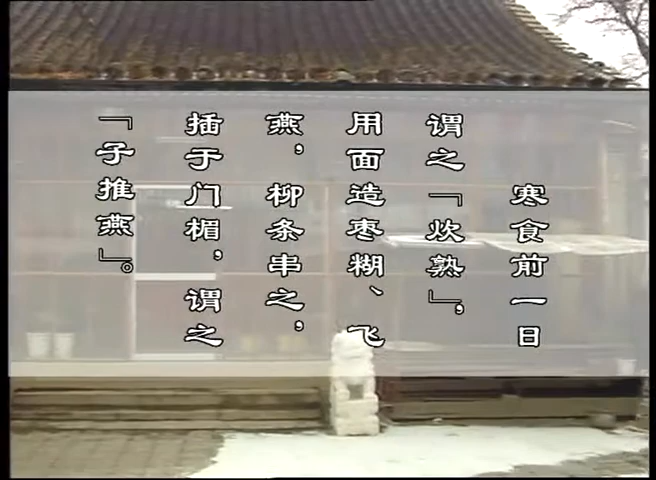 寒食前一日
谓之「炊熟」，
用面造枣糊、飞
燕，柳条串之，
插于门楣，谓之
「子推燕」。